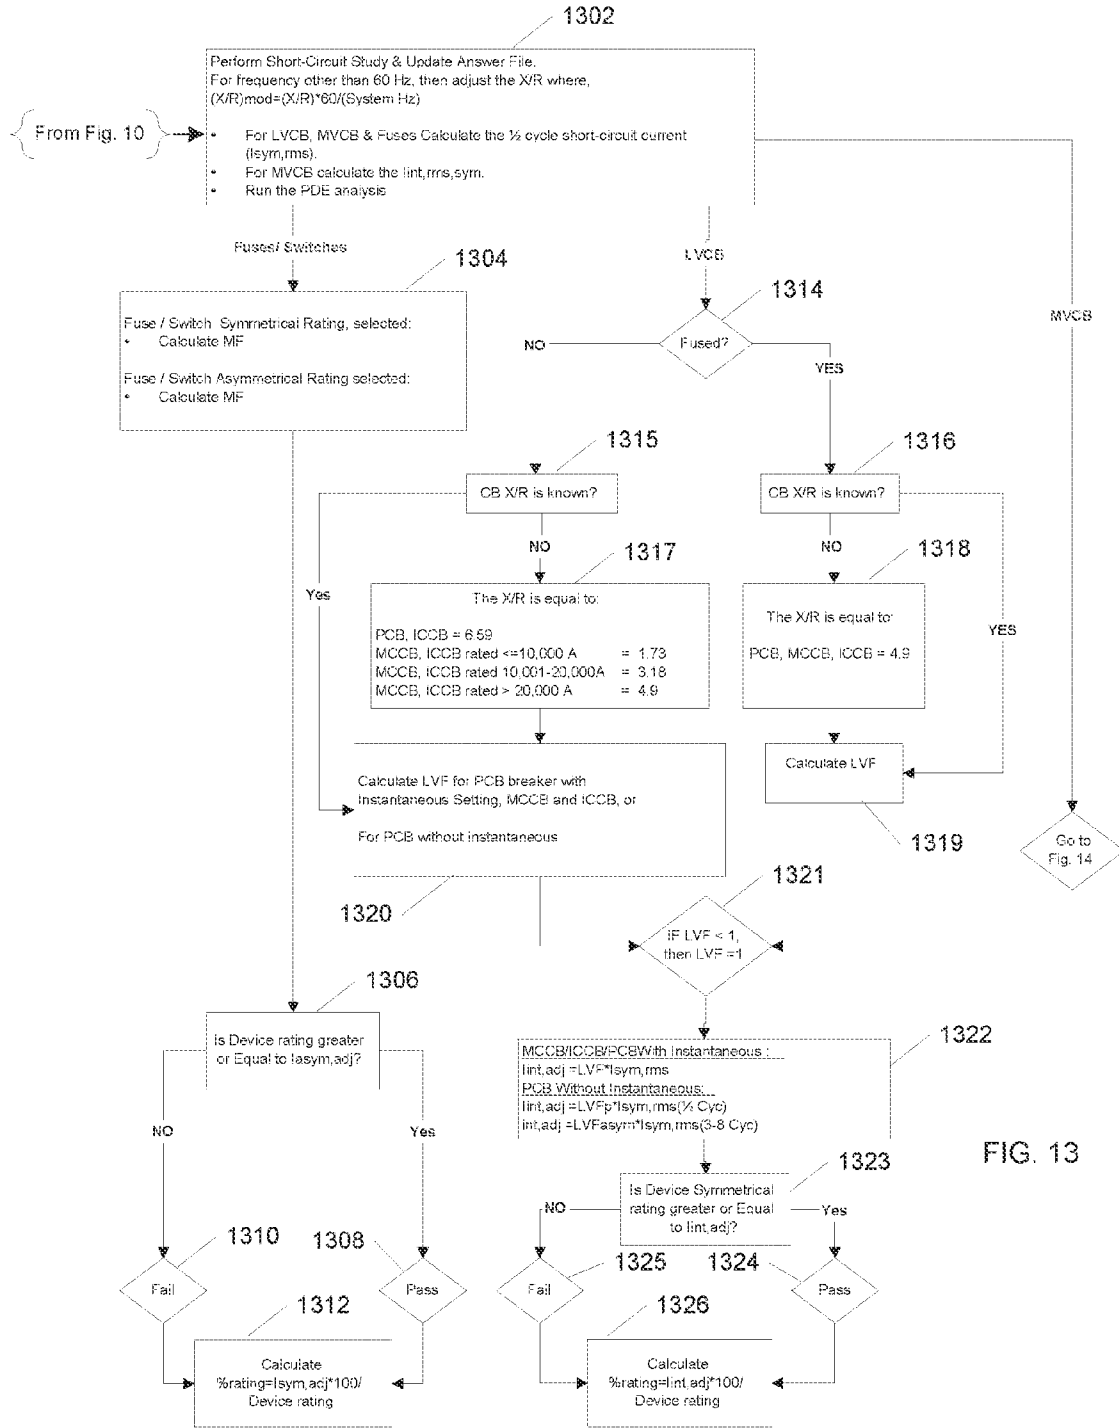 1302
Perform Short-Circuit Study & Update Answer File.
For frequency other than 60 Hz, then adjust the X/R where,
(X/R)mod=(X/R)*60/(System Hz)
• For LVCB, MVCB & Fuses Calculate the ½ cycle short-circuit current
(Isym,rms).
• For MVCB calculate the Iint,rms,sym.
• Run the PDE analysis
From Fig. 10
Fuses/ Switches
LVCB
MVCB
1304
Fuse / Switch Symmetrical Rating, selected:
• Calculate MF
Fuse / Switch Asymmetrical Rating selected:
• Calculate MF
1314
Fused?
NO
YES
1315
CB X/R is known?
1316
CB X/R is known?
NO
NO
Yes
YES
1317
The X/R is equal to:
PCB, ICCB = 6.59
MCCB, ICCB rated <=10,000 A = 1.73
MCCB, ICCB rated 10,001-20,000A = 3.18
MCCB, ICCB rated > 20,000 A = 4.9
1318
The X/R is equal to:
PCB, MCCB, ICCB = 4.9
Calculate LVF for PCB breaker with
Instantaneous Setting, MCCB and ICCB, or
For PCB without instantaneous
1320
Calculate LVF
1319
Go to
Fig. 14
1321
IF LVF < 1,
then LVF =1
1306
Is Device rating greater
or Equal to Iasym,adj?
NO
Yes
1322
MCCB/ICCB/PCBWith Instantaneous :
Iint,adj =LVF*Isym,rms
PCB Without Instantaneous:
Iint,adj =LVFp*Isym,rms(½ Cyc)
int,adj =LVFasym*Isym,rms(3-8 Cyc)
FIG. 13
1323
Is Device Symmetrical
rating greater or Equal
to Iint,adj?
NO
Yes
1310
Fail
1308
Pass
1325
Fail
1324
Pass
1312
Calculate
%rating=Isym,adj*100/
Device rating
1326
Calculate
%rating=Iint,adj*100/
Device rating